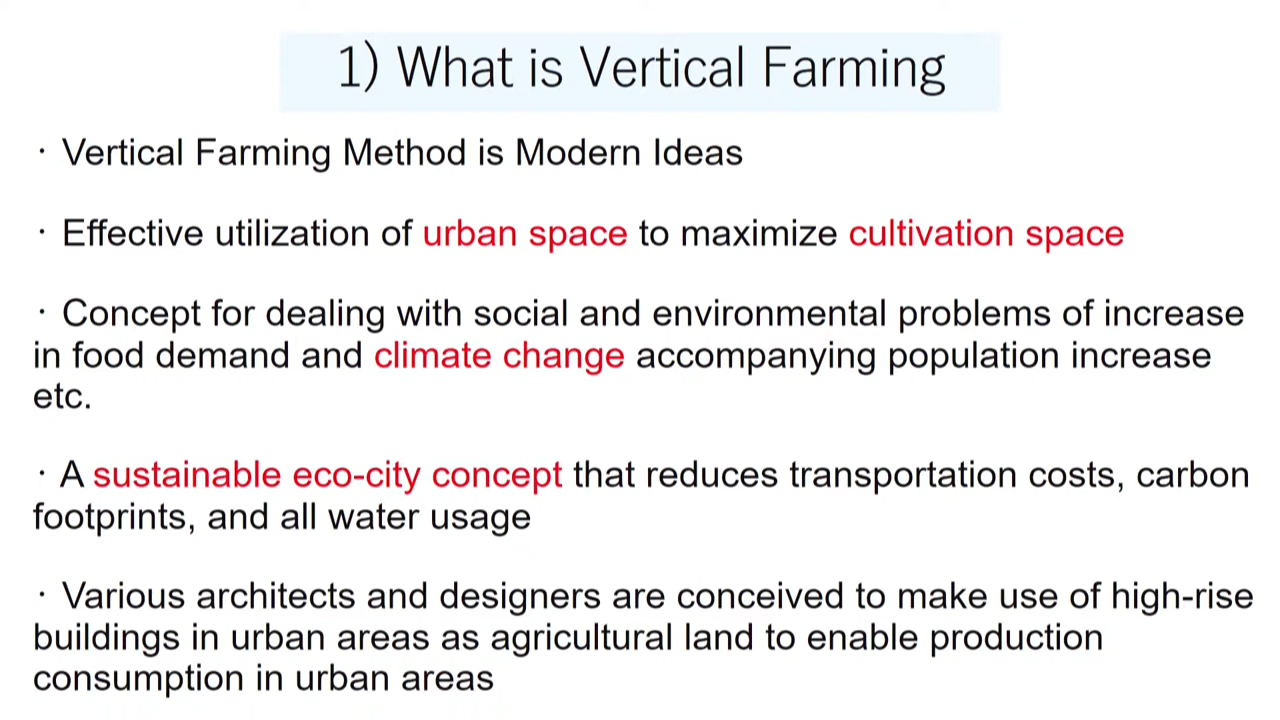 1) What is Vertical Farming
・Vertical Farming Method is Modern Ideas
・Effective utilization of urban space to maximize cultivation space
・Concept for dealing with social and environmental problems of increase
in food demand and climate change accompanying population increase
etc.
・A sustainable eco-city concept that reduces transportation costs, carbon
footprints, and all water usage
・Various architects and designers are conceived to make use of high-rise
buildings in urban areas as agricultural land to enable production
consumption in urban areas